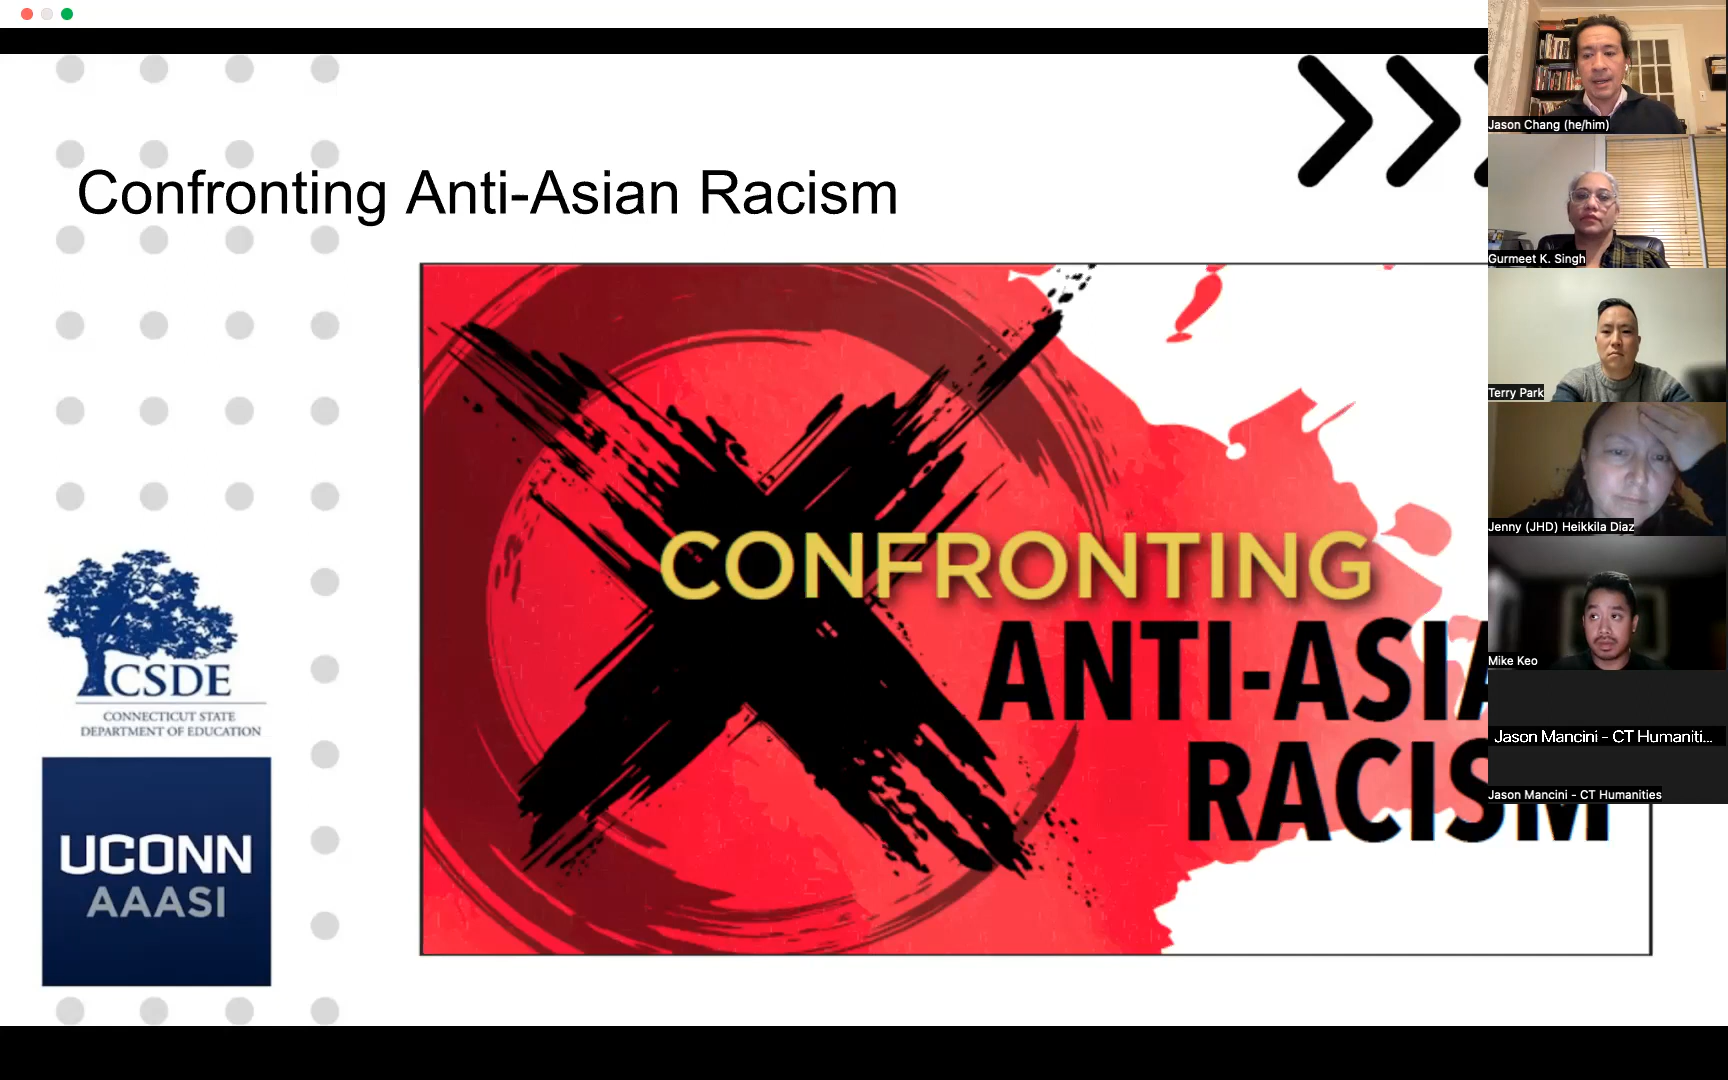 Confronting Anti-Asian Racism
CONFRONTING
ANTI-ASIA
RACISM
CSDE
CONNECTICUT STATE
DEPARTMENT OF EDUCATION
UCONN
AAASI
Jason Chang (he/him)
Gurmeet K. Singh
Terry Park
Jenny (JHD) Heikkila Diaz
Mike Keo
Jason Mancini - CT Humaniti...
Jason Mancini - CT Humanities